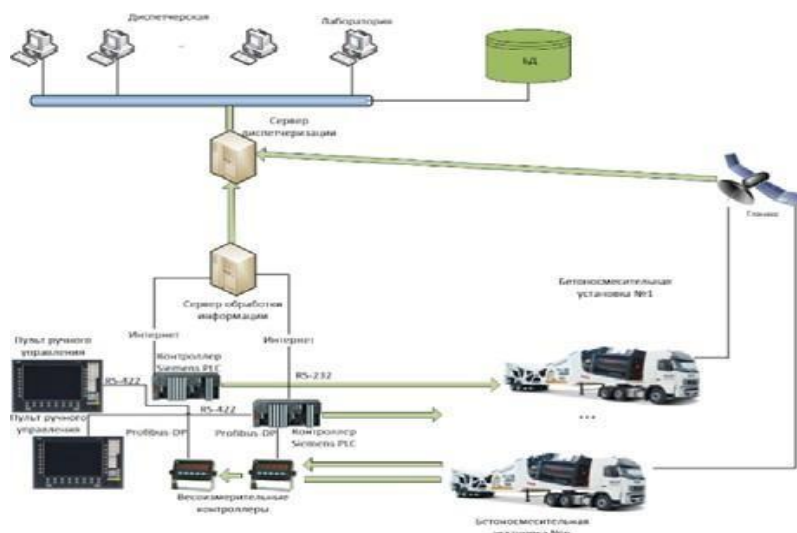 Диспетчерская
Лаборатория
БД
Сервер
диспетчеризации
Глонас
Сервер обработки
информации
Бетоносмесительная
установка №1
Интернет
Интернет
Пульт ручного
управления
Контроллер
Siemens PLC
RS-422
RS-232
RS-422
Пульт ручного
управления
Profibus-DP
Profibus-DP
Контроллер
Siemens PLC
...
Весоизмерительные
контроллеры
Бетоносмесительная